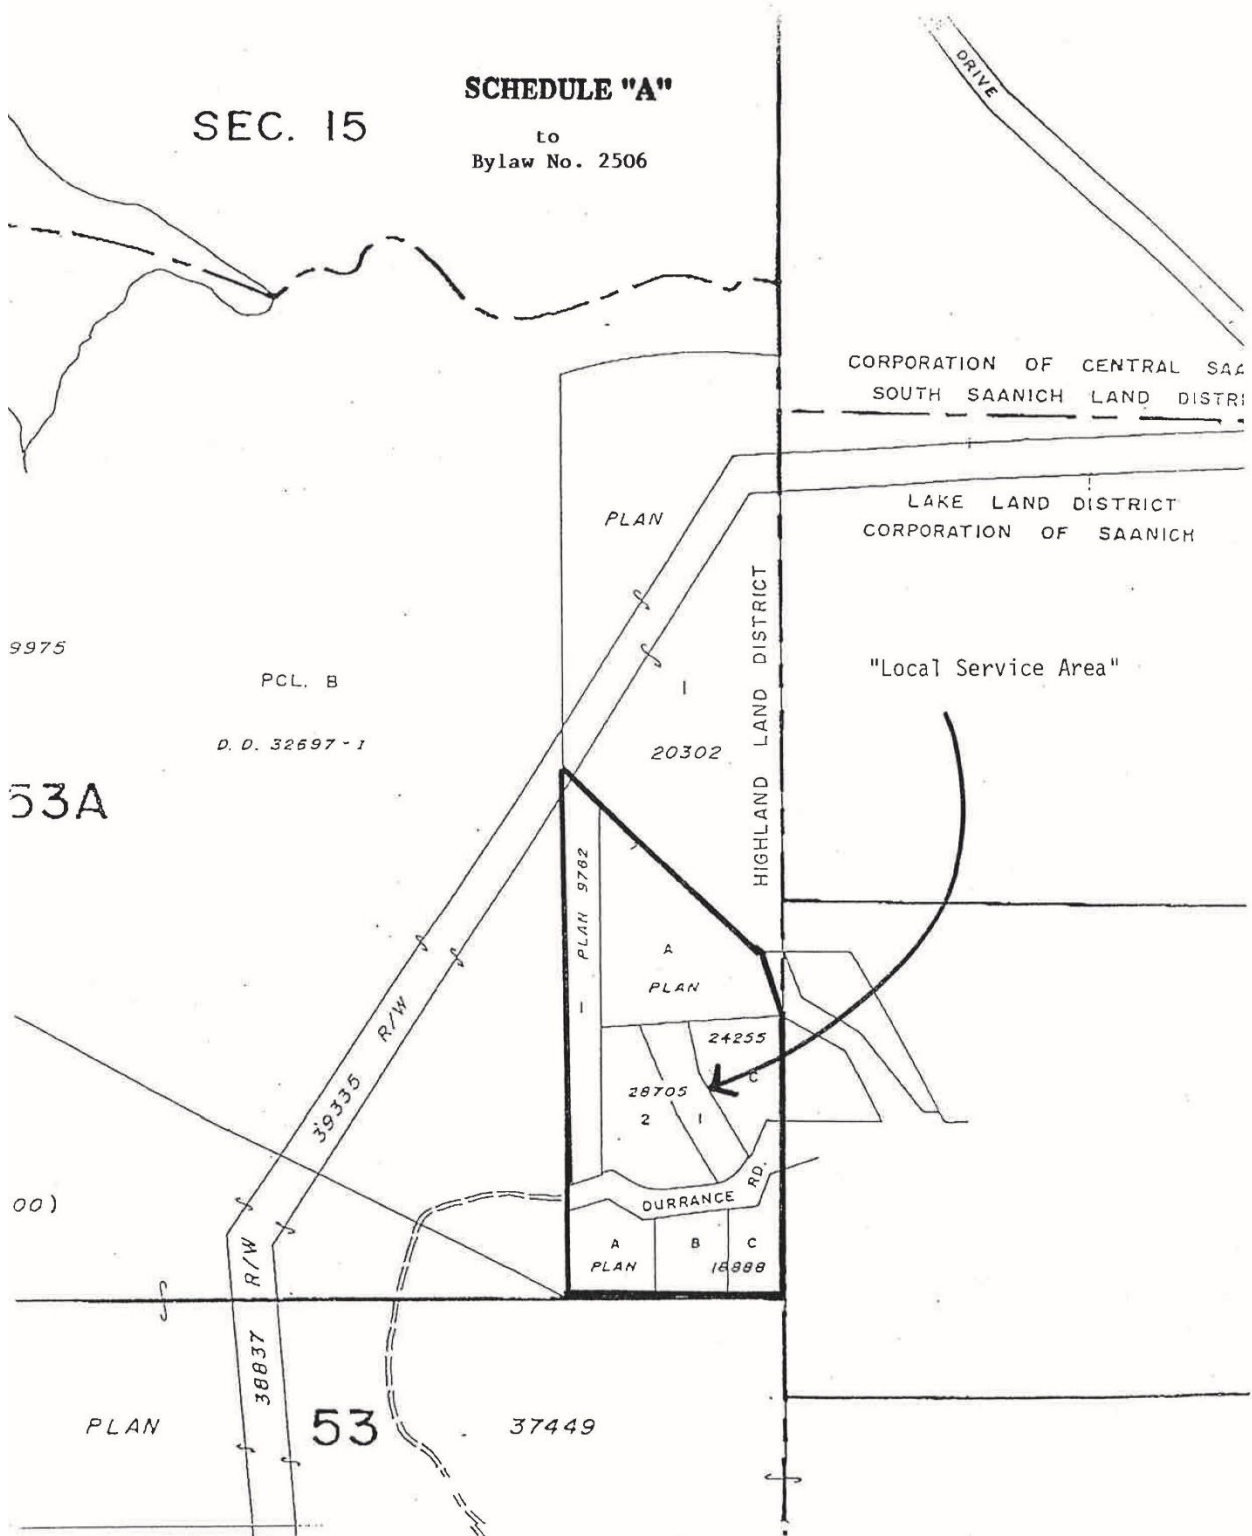 SCHEDULE "A"
to
Bylaw No. 2506
SEC. 15
DRIVE
CORPORATION OF CENTRAL SAA
SOUTH SAANICH LAND DISTRI
LAKE LAND DISTRICT
CORPORATION OF SAANICH
PLAN
HIGHLAND LAND DISTRICT
9975
PCL. B
D. D. 32697 - I
"Local Service Area"
1
20302
53A
PLAN 9762
1
A
PLAN
24255
C
28705
2
1
39335 R/W
00)
DURRANCE RD.
A
B
C
PLAN
18888
R/W
38837
PLAN
53
37449